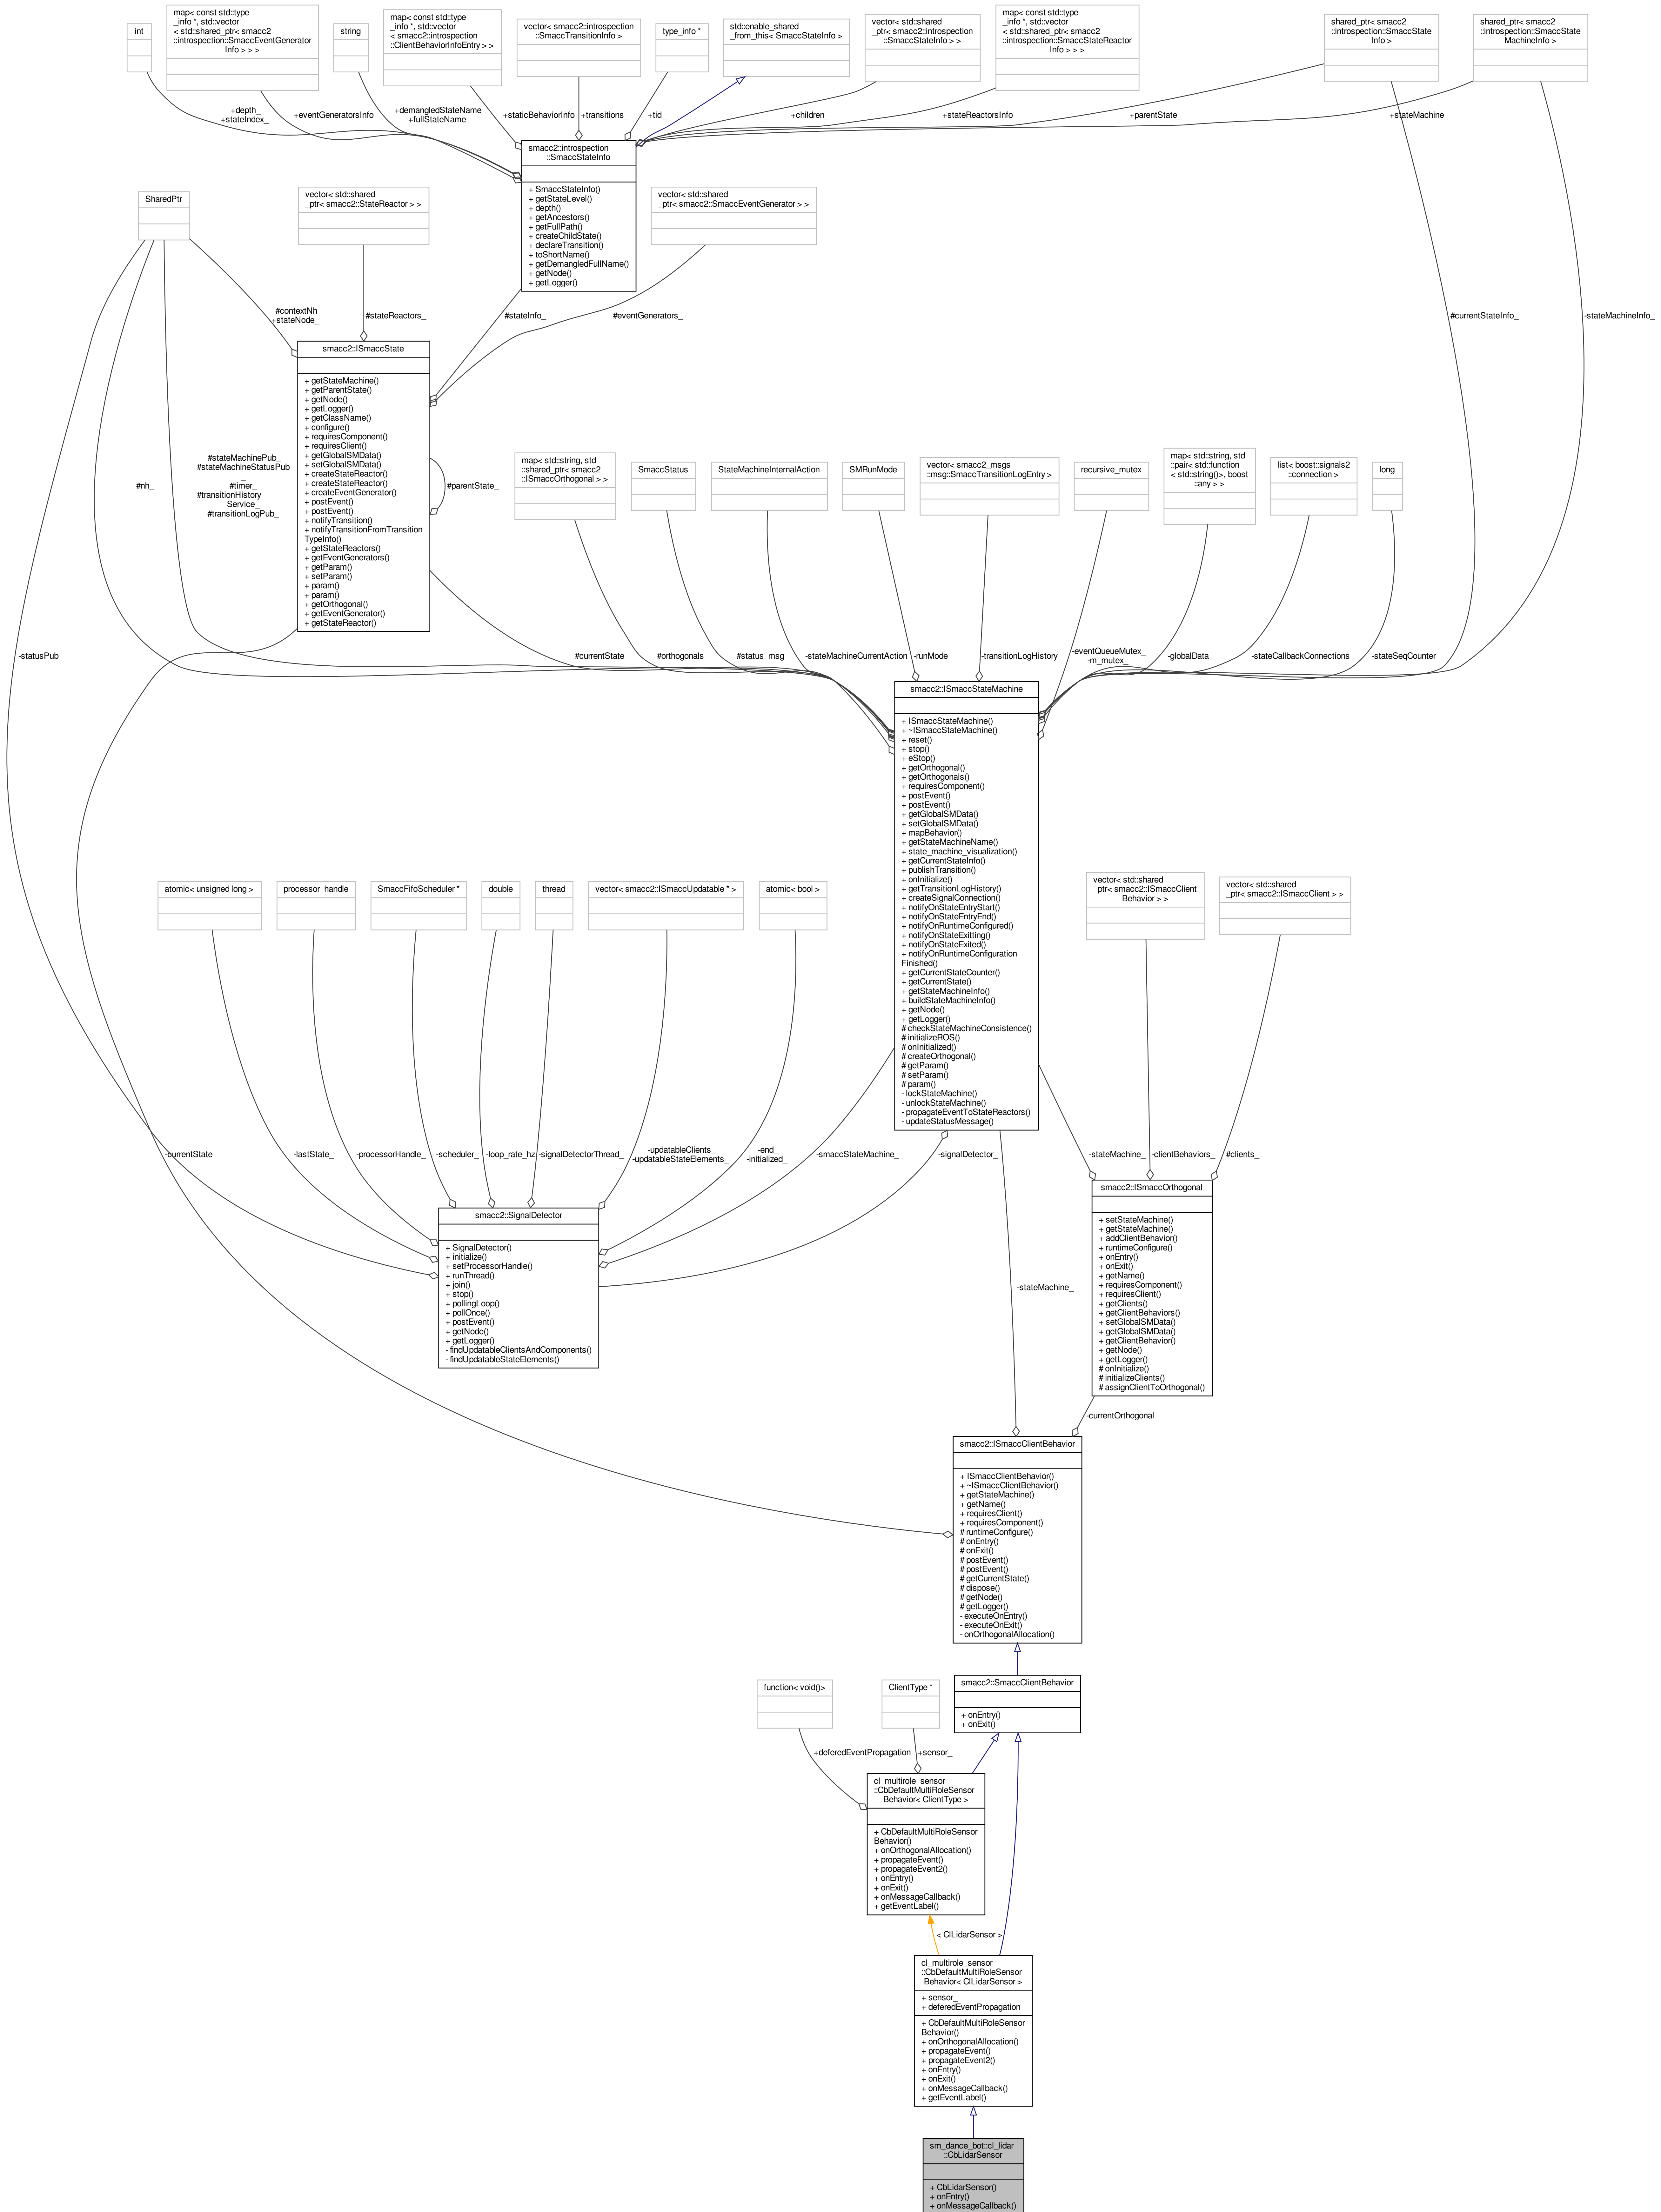 int
map< const std::type
_info *, std::vector
< std::shared_ptr< smacc2
::introspection::SmaccEventGenerator
Info > > >
string
map< const std::type
_info *, std::vector
< smacc2::introspection
::ClientBehaviorInfoEntry > >
vector< smacc2::introspection
::SmaccTransitionInfo >
type_info *
std::enable_shared
_from_this< SmaccStateInfo >
vector< std::shared
_ptr< smacc2::introspection
::SmaccStateInfo > >
map< const std::type
_info *, std::vector
< std::shared_ptr< smacc2
::introspection::SmaccStateReactor
Info > > >
shared_ptr< smacc2
::introspection::SmaccState
Info >
shared_ptr< smacc2
::introspection::SmaccState
MachineInfo >
+depth_
+stateIndex_
+eventGeneratorsInfo
+demangledStateName
+fullStateName
+staticBehaviorInfo
+transitions_
+tid_
+children_
+stateReactorsInfo
+parentState_
+stateMachine_
smacc2::introspection
::SmaccStateInfo
+ SmaccStateInfo()
+ getStateLevel()
+ depth()
+ getAncestors()
+ getFullPath()
+ createChildState()
+ declareTransition()
+ toShortName()
+ getDemangledFullName()
+ getNode()
+ getLogger()
SharedPtr
vector< std::shared
_ptr< smacc2::StateReactor > >
vector< std::shared
_ptr< smacc2::SmaccEventGenerator > >
#contextNh
+stateNode_
#stateReactors_
#stateInfo_
#eventGenerators_
#currentStateInfo_
-stateMachineInfo_
smacc2::ISmaccState
+ getStateMachine()
+ getParentState()
+ getNode()
+ getLogger()
+ getClassName()
+ configure()
+ requiresComponent()
+ requiresClient()
+ getGlobalSMData()
+ setGlobalSMData()
+ createStateReactor()
+ createStateReactor()
+ createEventGenerator()
+ postEvent()
+ postEvent()
+ notifyTransition()
+ notifyTransitionFromTransition
TypeInfo()
+ getStateReactors()
+ getEventGenerators()
+ getParam()
+ setParam()
+ param()
+ param()
+ getOrthogonal()
+ getEventGenerator()
+ getStateReactor()
#parentState_
#nh_
#stateMachinePub_
#stateMachineStatusPub
_
#timer_
#transitionHistory
Service_
#transitionLogPub_
map< std::string, std
::shared_ptr< smacc2
::ISmaccOrthogonal > >
SmaccStatus
StateMachineInternalAction
SMRunMode
vector< smacc2_msgs
::msg::SmaccTransitionLogEntry >
recursive_mutex
map< std::string, std
::pair< std::function
< std::string()>, boost
::any > >
list< boost::signals2
::connection >
long
-statusPub_
#currentState_
#orthogonals_
#status_msg_
-stateMachineCurrentAction
-runMode_
-transitionLogHistory_
-eventQueueMutex_
-m_mutex_
-globalData_
-stateCallbackConnections
-stateSeqCounter_
smacc2::ISmaccStateMachine
+ ISmaccStateMachine()
+ ~ISmaccStateMachine()
+ reset()
+ stop()
+ eStop()
+ getOrthogonal()
+ getOrthogonals()
+ requiresComponent()
+ postEvent()
+ postEvent()
+ getGlobalSMData()
+ setGlobalSMData()
+ mapBehavior()
+ getStateMachineName()
+ state_machine_visualization()
+ getCurrentStateInfo()
+ publishTransition()
+ onInitialize()
+ getTransitionLogHistory()
+ createSignalConnection()
+ notifyOnStateEntryStart()
+ notifyOnStateEntryEnd()
+ notifyOnRuntimeConfigured()
+ notifyOnStateExitting()
+ notifyOnStateExited()
+ notifyOnRuntimeConfiguration
Finished()
+ getCurrentStateCounter()
+ getCurrentState()
+ getStateMachineInfo()
+ buildStateMachineInfo()
+ getNode()
+ getLogger()
# checkStateMachineConsistence()
# initializeROS()
# onInitialized()
# createOrthogonal()
# getParam()
# setParam()
# param()
- lockStateMachine()
- unlockStateMachine()
- propagateEventToStateReactors()
- updateStatusMessage()
atomic< unsigned long >
processor_handle
SmaccFifoScheduler *
double
thread
vector< smacc2::ISmaccUpdatable * >
atomic< bool >
vector< std::shared
_ptr< smacc2::ISmaccClient
Behavior > >
vector< std::shared
_ptr< smacc2::ISmaccClient > >
-currentState
-lastState_
-processorHandle_
-scheduler_
-loop_rate_hz
-signalDetectorThread_
-updatableClients_
-updatableStateElements_
-end_
-initialized_
-smaccStateMachine_
-signalDetector_
-stateMachine_
-clientBehaviors_
#clients_
smacc2::SignalDetector
+ SignalDetector()
+ initialize()
+ setProcessorHandle()
+ runThread()
+ join()
+ stop()
+ pollingLoop()
+ pollOnce()
+ postEvent()
+ getNode()
+ getLogger()
- findUpdatableClientsAndComponents()
- findUpdatableStateElements()
smacc2::ISmaccOrthogonal
+ setStateMachine()
+ getStateMachine()
+ addClientBehavior()
+ runtimeConfigure()
+ onEntry()
+ onExit()
+ getName()
+ requiresComponent()
+ requiresClient()
+ getClients()
+ getClientBehaviors()
+ setGlobalSMData()
+ getGlobalSMData()
+ getClientBehavior()
+ getNode()
+ getLogger()
# onInitialize()
# initializeClients()
# assignClientToOrthogonal()
-stateMachine_
-currentOrthogonal
smacc2::ISmaccClientBehavior
+ ISmaccClientBehavior()
+ ~ISmaccClientBehavior()
+ getStateMachine()
+ getName()
+ requiresClient()
+ requiresComponent()
# runtimeConfigure()
# onEntry()
# onExit()
# postEvent()
# postEvent()
# getCurrentState()
# dispose()
# getNode()
# getLogger()
- executeOnEntry()
- executeOnExit()
- onOrthogonalAllocation()
function< void()>
ClientType *
smacc2::SmaccClientBehavior
+ onEntry()
+ onExit()
+deferedEventPropagation
+sensor_
cl_multirole_sensor
::CbDefaultMultiRoleSensor
Behavior< ClientType >
+ CbDefaultMultiRoleSensor
Behavior()
+ onOrthogonalAllocation()
+ propagateEvent()
+ propagateEvent2()
+ onEntry()
+ onExit()
+ onMessageCallback()
+ getEventLabel()
< ClLidarSensor >
cl_multirole_sensor
::CbDefaultMultiRoleSensor
Behavior< ClLidarSensor >
+ sensor_
+ deferedEventPropagation
+ CbDefaultMultiRoleSensor
Behavior()
+ onOrthogonalAllocation()
+ propagateEvent()
+ propagateEvent2()
+ onEntry()
+ onExit()
+ onMessageCallback()
+ getEventLabel()
sm_dance_bot::cl_lidar
::CbLidarSensor
+ CbLidarSensor()
+ onEntry()
+ onMessageCallback()